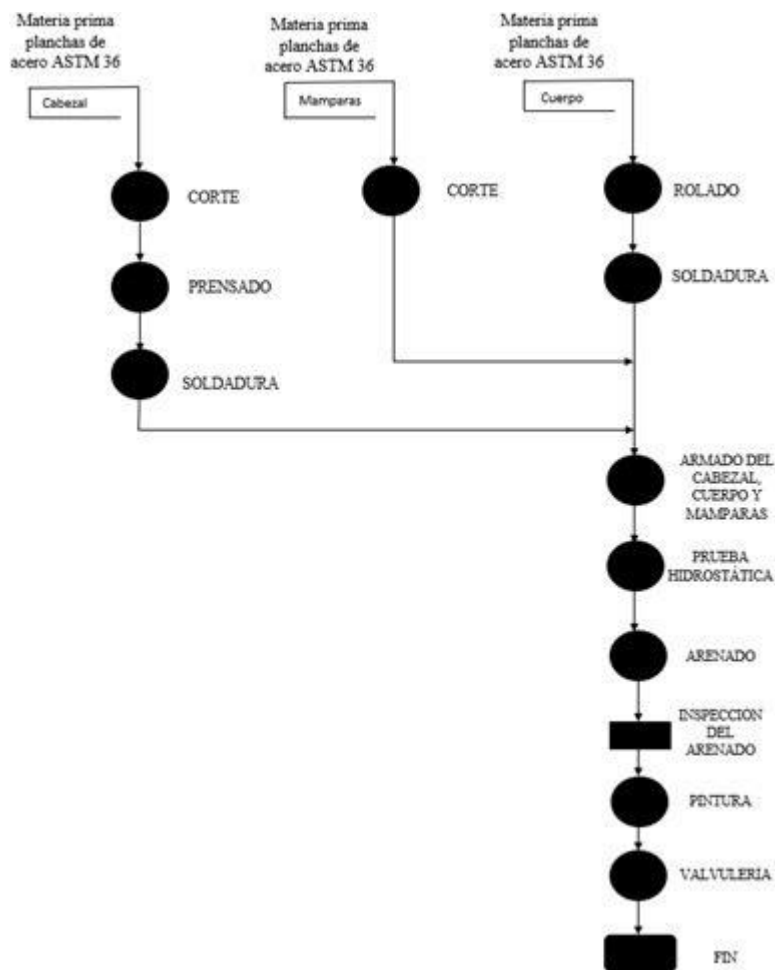 Materia prima
planchas de
acero ASTM 36
Cabezal
Materia prima
planchas de
acero ASTM 36
Mamparas
Materia prima
planchas de
acero ASTM 36
Cuerpo
CORTE
CORTE
ROLADO
PRENSADO
SOLDADURA
SOLDADURA
ARMADO DEL
CABEZAL,
CUERPO Y
MAMPARAS
PRUEBA
HIDROSTÁTICA
ARENADO
INSPECCION
DEL
ARENADO
PINTURA
VALVULERÍA
FIN